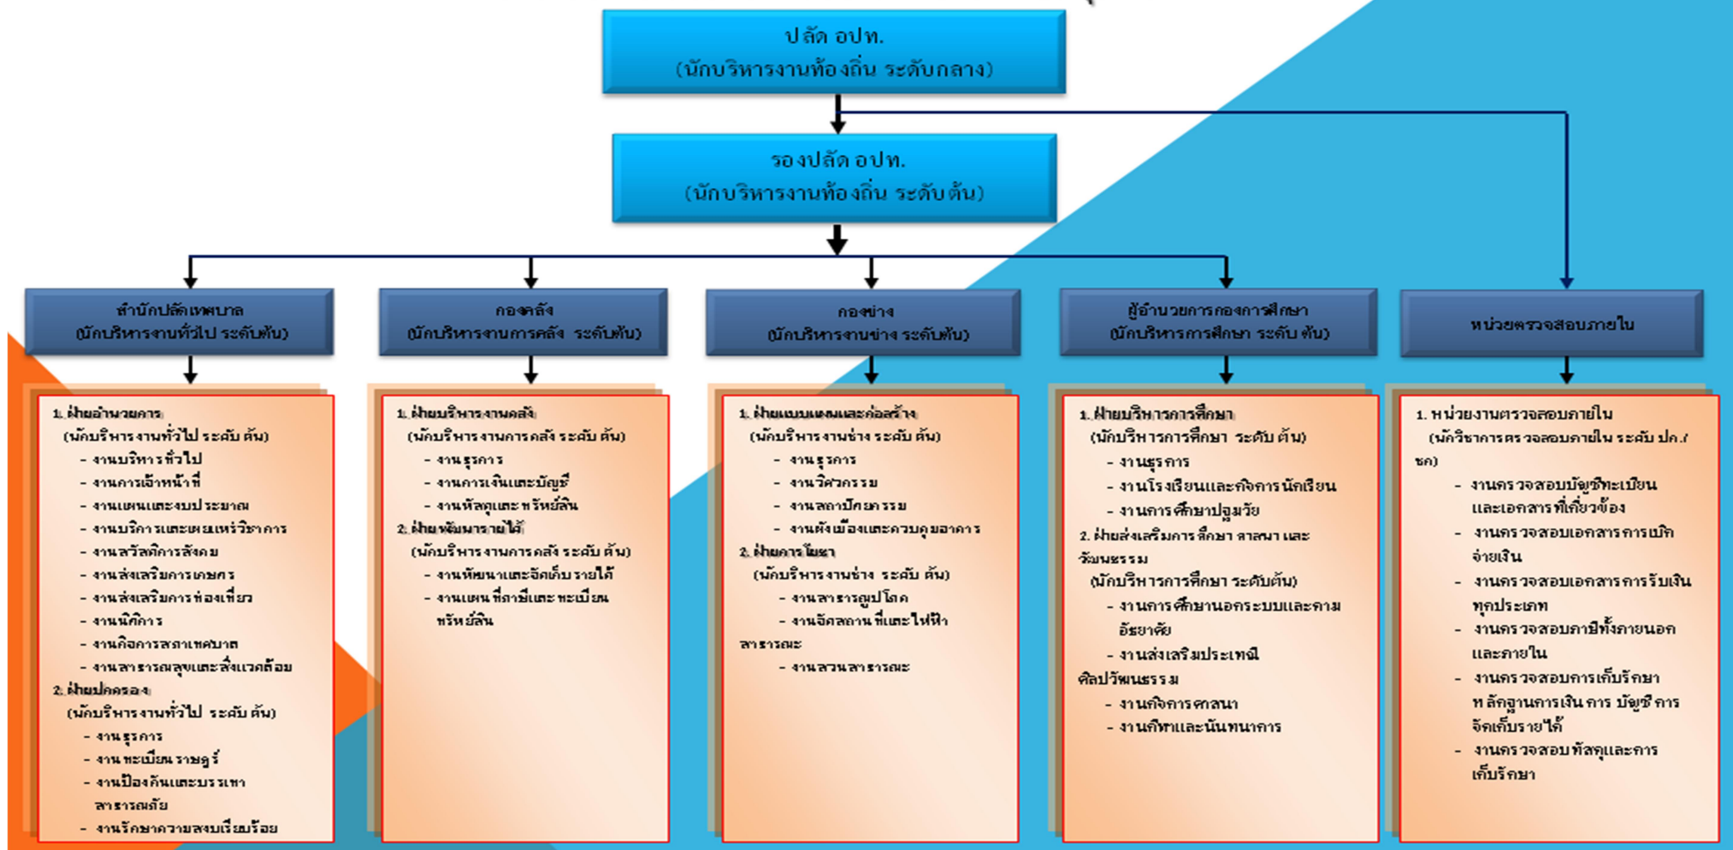 ปลัด อปท.
(นักบริหารงานท้องถิ่น ระดับกลาง)
รองปลัด อปท.
(นักบริหารงานท้องถิ่น ระดับต้น)
สำนักปลัดเทศบาล
(นักบริหารงานทั่วไป ระดับต้น)
กองคลัง
(นักบริหารงานการคลัง ระดับต้น)
กองช่าง
(นักบริหารงานช่าง ระดับต้น)
ผู้อำนวยการกองการศึกษา
(นักบริหารการศึกษา ระดับ ต้น)
หน่วยตรวจสอบภายใน
1. ฝ่ายอำนวยการ
(นักบริหารงานทั่วไป ระดับ ต้น)
- งานบริหารทั่วไป
- งานการเจ้าหน้าที่
- งานแผนและงบประมาณ
- งานบริการและเผยแพร่วิชาการ
- งานสวัสดิการสังคม
- งานส่งเสริมการเกษตร
- งานส่งเสริมการท่องเที่ยว
- งานนิติการ
- งานกิจการสภาเทศบาล
- งานสาธารณสุขและสิ่งแวดล้อม
2. ฝ่ายปกครอง
(นักบริหารงานทั่วไป ระดับ ต้น)
- งานธุรการ
- งานทะเบียนราษฎร์
- งานป้องกันและบรรเทา
สาธารณภัย
- งานรักษาความสงบเรียบร้อย
1. ฝ่ายบริหารงานคลัง
(นักบริหารงานการคลัง ระดับ ต้น)
- งานธุรการ
- งานการเงินและบัญชี
- งานพัสดุและทรัพย์สิน
2. ฝ่ายพัฒนารายได้
(นักบริหารงานการคลัง ระดับ ต้น)
- งานพัฒนาและจัดเก็บรายได้
- งานแผนที่ภาษีและทะเบียน
ทรัพย์สิน
1. ฝ่ายแบบแผนและก่อสร้าง
(นักบริหารงานช่าง ระดับ ต้น)
- งานธุรการ
- งานวิศวกรรม
- งานสถาปัตยกรรม
- งานผังเมืองและควบคุมอาคาร
2. ฝ่ายการโยธา
(นักบริหารงานช่าง ระดับ ต้น)
- งานสาธารณูปโภค
- งานจัดสถานที่และไฟฟ้า
สาธารณะ
- งานสวนสาธารณะ
1. ฝ่ายบริหารการศึกษา
(นักบริหารการศึกษา ระดับ ต้น)
- งานธุรการ
- งานโรงเรียนและกิจการนักเรียน
- งานการศึกษาปฐมวัย
2. ฝ่ายส่งเสริมการศึกษา ศาสนา และ
วัฒนธรรม
(นักบริหารการศึกษา ระดับต้น)
- งานการศึกษานอกระบบและตาม
อัธยาศัย
- งานส่งเสริมประเพณี
ศิลปวัฒนธรรม
- งานกิจการศาสนา
- งานกีฬาและนันทนาการ
1. หน่วยงานตรวจสอบภายใน
(นักวิชาการตรวจสอบภายใน ระดับ ปก./
ชก)
- งานตรวจสอบบัญชีทะเบียน
และเอกสารที่เกี่ยวข้อง
- งานตรวจสอบเอกสารการเบิก
จ่ายเงิน
- งานตรวจสอบเอกสารการรับเงิน
ทุกประเภท
- งานตรวจสอบภาษีทั้งภายนอก
และภายใน
- งานตรวจสอบการเก็บรักษา
หลักฐานการเงิน การ บัญชี การ
จัดเก็บรายได้
- งานตรวจสอบ พัสดุและการ
เก็บรักษา